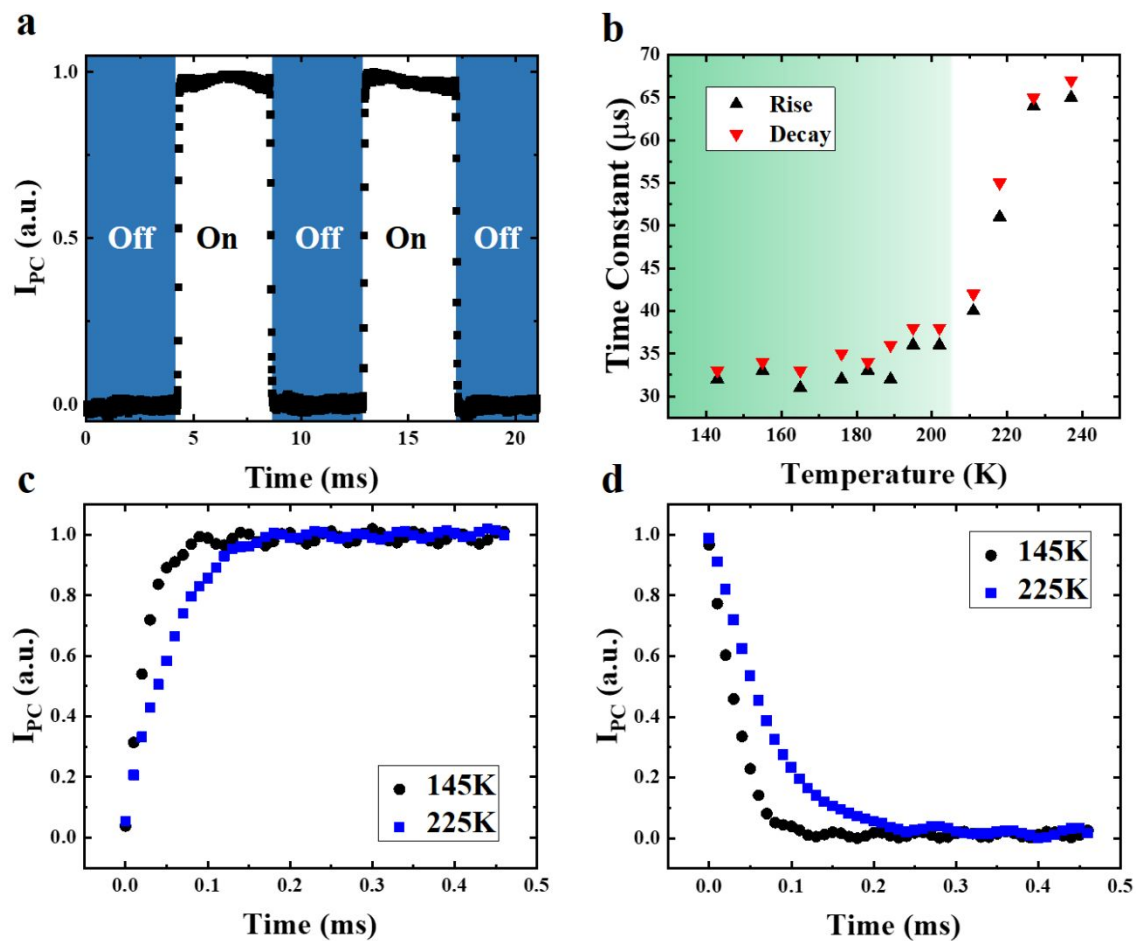 a
I_PC (a.u.)
1.0
0.5
0.0
Off
On
Off
On
Off
0
5
10
15
20
Time (ms)
b
Time Constant (μs)
70
65
60
55
50
45
40
35
30
Rise
Decay
140
160
180
200
220
240
Temperature (K)
c
I_PC (a.u.)
1.0
0.8
0.6
0.4
0.2
0.0
145K
225K
0.0
0.1
0.2
0.3
0.4
0.5
Time (ms)
d
I_PC (a.u.)
1.0
0.8
0.6
0.4
0.2
0.0
145K
225K
0.0
0.1
0.2
0.3
0.4
0.5
Time (ms)